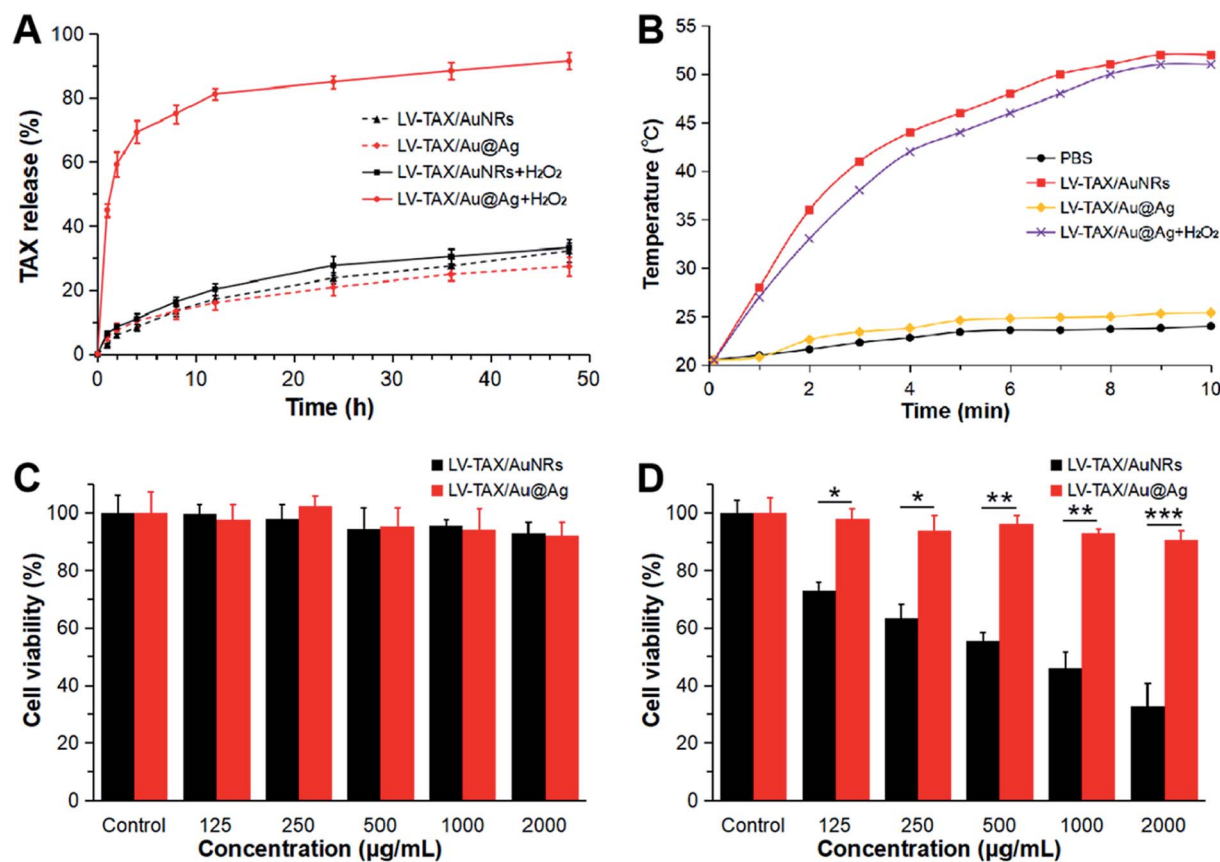 A
TAX release (%)
100
80
60
40
20
0
0
10
20
30
40
50
Time (h)
LV-TAX/AuNRs
LV-TAX/Au@Ag
LV-TAX/AuNRs+H₂O₂
LV-TAX/Au@Ag+H₂O₂
B
Temperature (°C)
55
50
45
40
35
30
25
20
0
2
4
6
8
10
Time (min)
PBS
LV-TAX/AuNRs
LV-TAX/Au@Ag
LV-TAX/Au@Ag+H₂O₂
C
LV-TAX/AuNRs
LV-TAX/Au@Ag
Cell viability (%)
100
80
60
40
20
0
Control 125 250 500 1000 2000
Concentration (μg/mL)
D
LV-TAX/AuNRs
LV-TAX/Au@Ag
* * ** ** ***
Cell viability (%)
100
80
60
40
20
0
Control 125 250 500 1000 2000
Concentration (μg/mL)